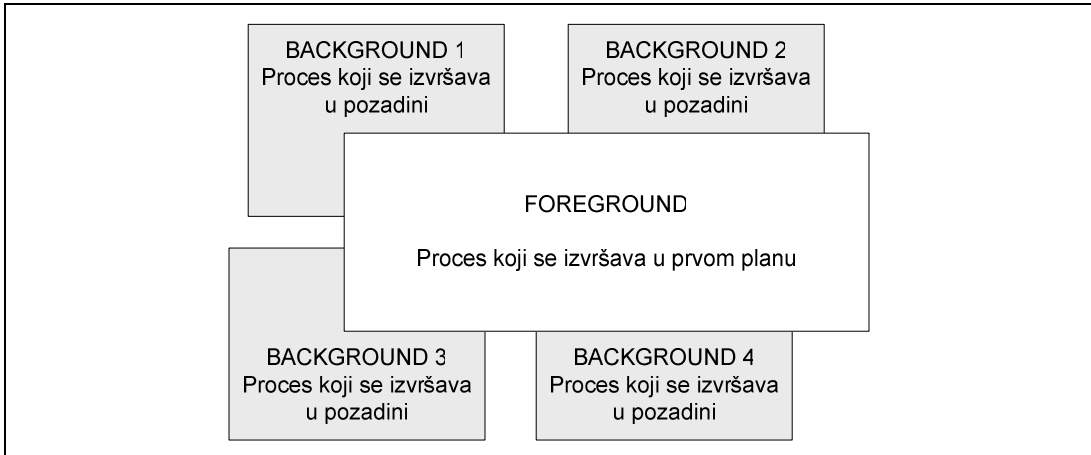 BACKGROUND 1
Proces koji se izvršava
u pozadini
BACKGROUND 2
Proces koji se izvršava
u pozadini
FOREGROUND
Proces koji se izvršava u prvom planu
BACKGROUND 3
Proces koji se izvršava
u pozadini
BACKGROUND 4
Proces koji se izvršava
u pozadini